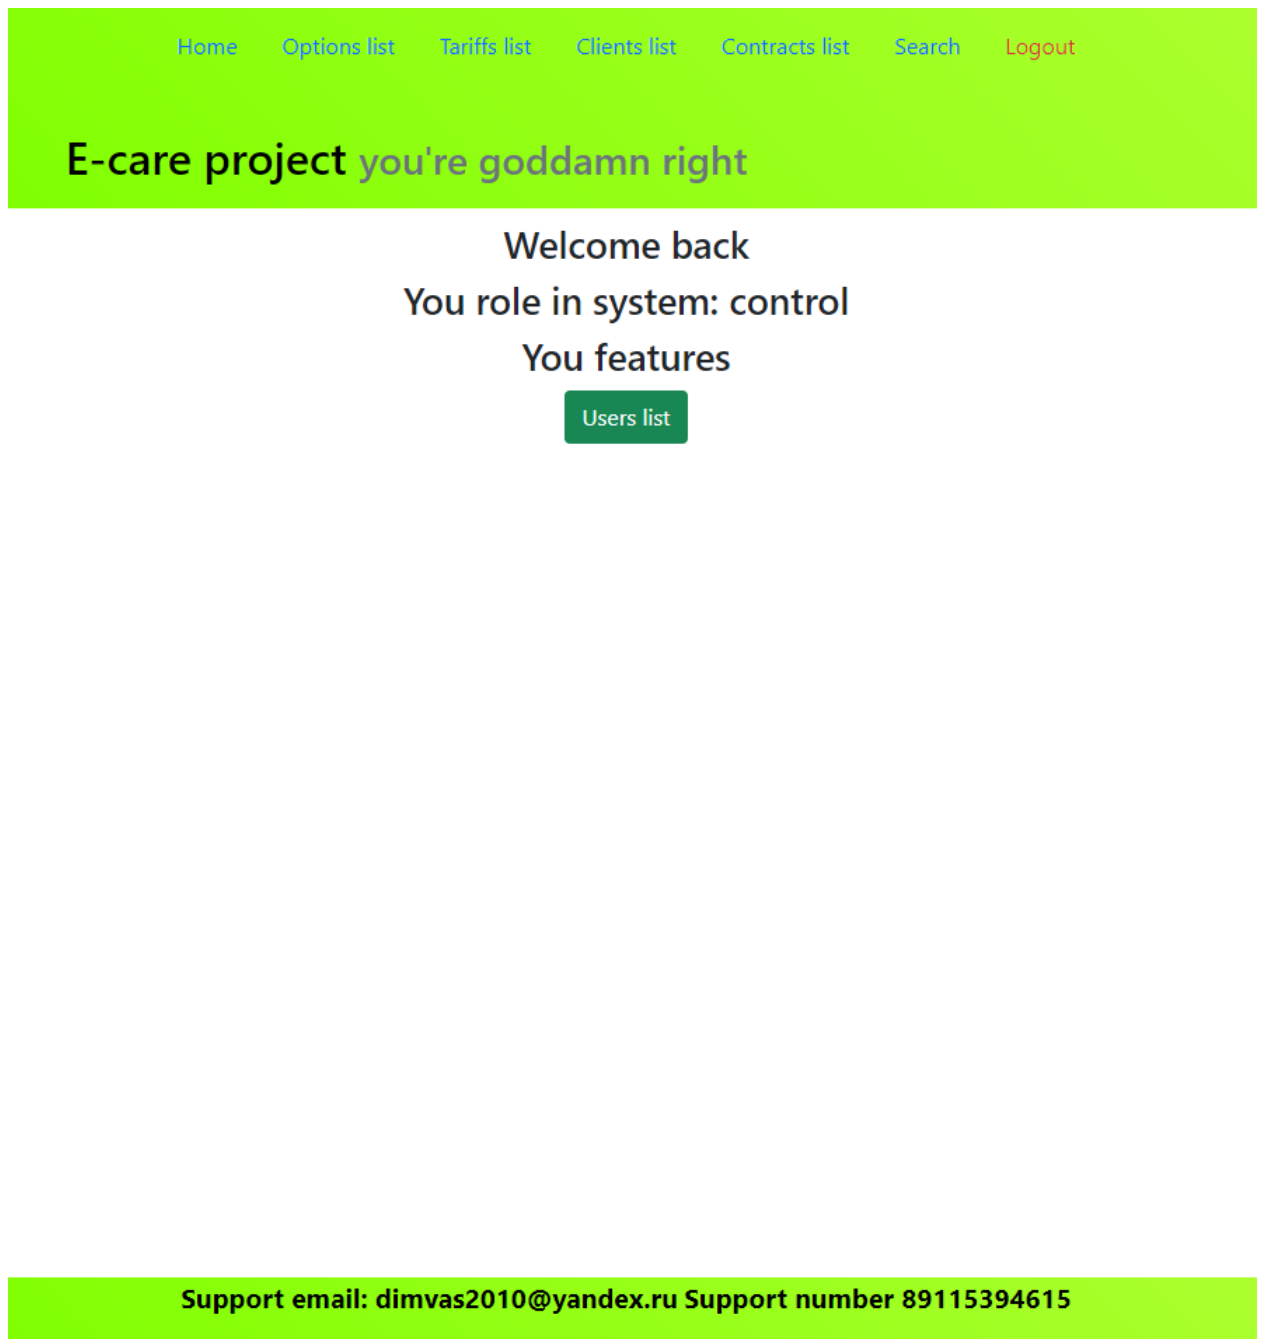 Home Options list Tariffs list Clients list Contracts list Search Logout
E-care project you're goddamn right
Welcome back
You role in system: control
You features
Users list
Support email: dimvas2010@yandex.ru Support number 89115394615